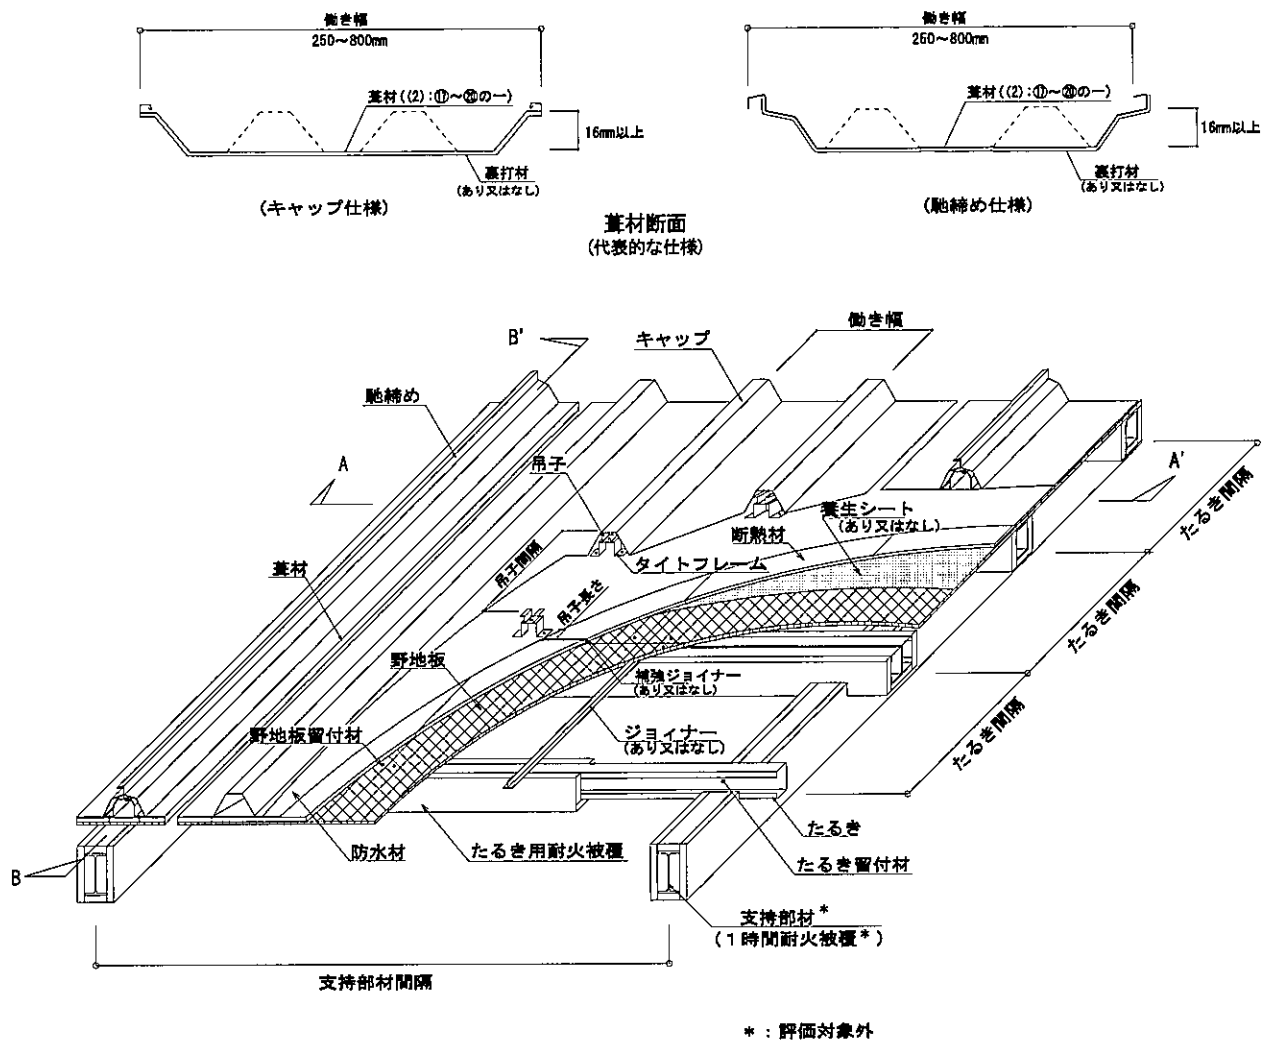 働き幅
250～800mm
葺材((2):⑰～⑳の一)
16mm以上
裏打材
(あり又はなし)
(キャップ仕様)
働き幅
250～800mm
葺材((2):⑰～⑳の一)
16mm以上
裏打材
(あり又はなし)
(馳締め仕様)
葺材断面
(代表的な仕様)
働き幅
B'
キャップ
馳締め
A
吊子
A'
養生シート
(あり又はなし)
断熱材
たるき間隔
吊子間隔
タイトフレーム
葺材
吊子長さ
たるき間隔
野地板
補強ジョイナー
(あり又はなし)
野地板留付材
ジョイナー
(あり又はなし)
たるき間隔
防水材
たるき用耐火被覆
たるき
たるき留付材
B
支持部材*
(1時間耐火被覆*)
支持部材間隔
*：評価対象外